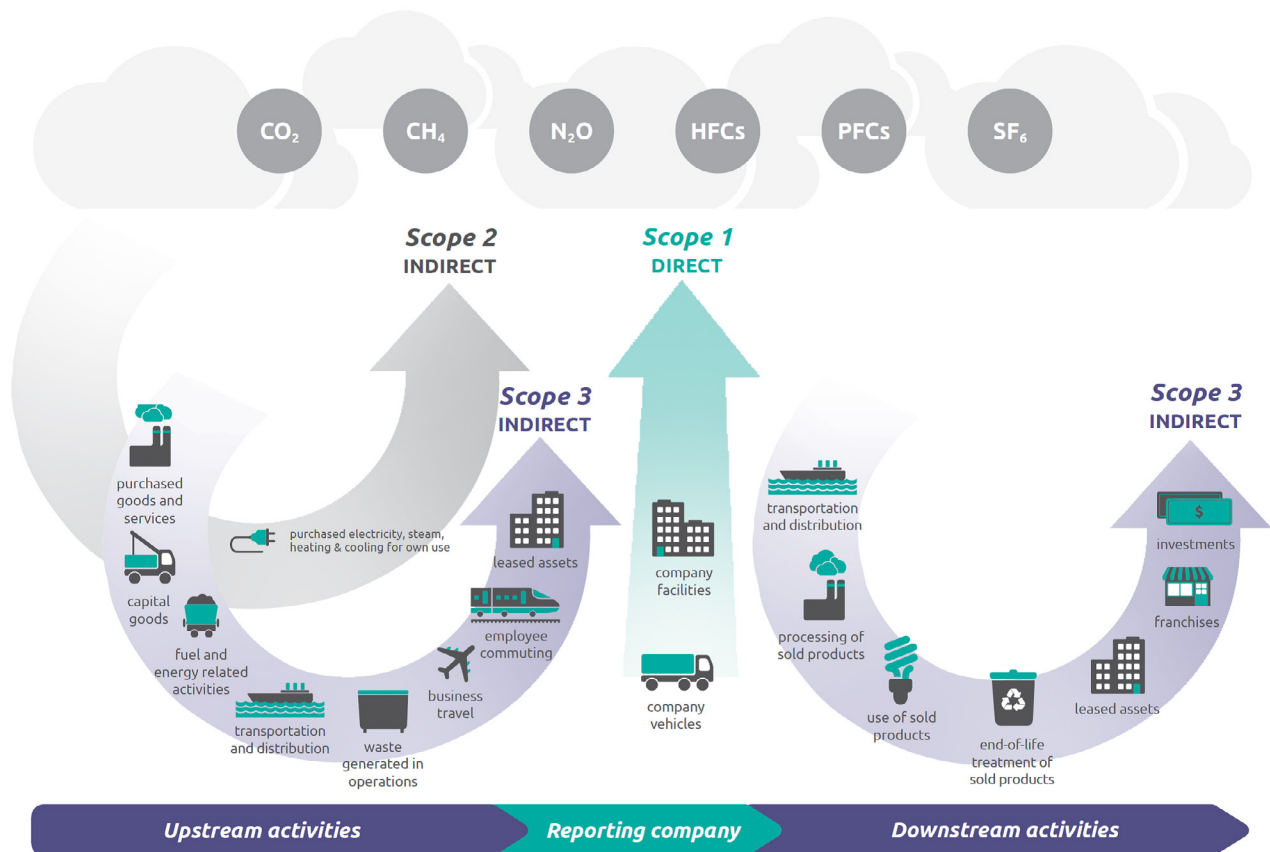 CO₂
CH₄
N₂O
HFCs
PFCs
SF₆
Scope 2
INDIRECT
Scope 1
DIRECT
Scope 3
INDIRECT
Scope 3
INDIRECT
purchased
goods and
services
capital
goods
fuel and
energy related
activities
transportation
and distribution
waste
generated in
operations
business
travel
employee
commuting
leased assets
purchased electricity, steam,
heating & cooling for own use
company
facilities
company
vehicles
transportation
and distribution
processing of
sold products
use of sold
products
end-of-life
treatment of
sold products
leased assets
franchises
$
investments
Upstream activities
Reporting company
Downstream activities